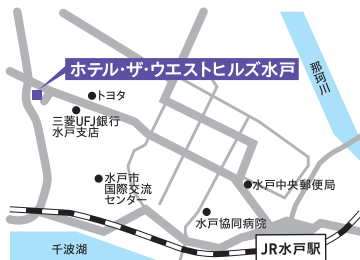 ホテル・ザ・ウエストヒルズ水戸
那珂川
トヨタ
三菱UFJ銀行
水戸支店
水戸市
国際交流
センター
水戸中央郵便局
水戸協同病院
千波湖
JR水戸駅